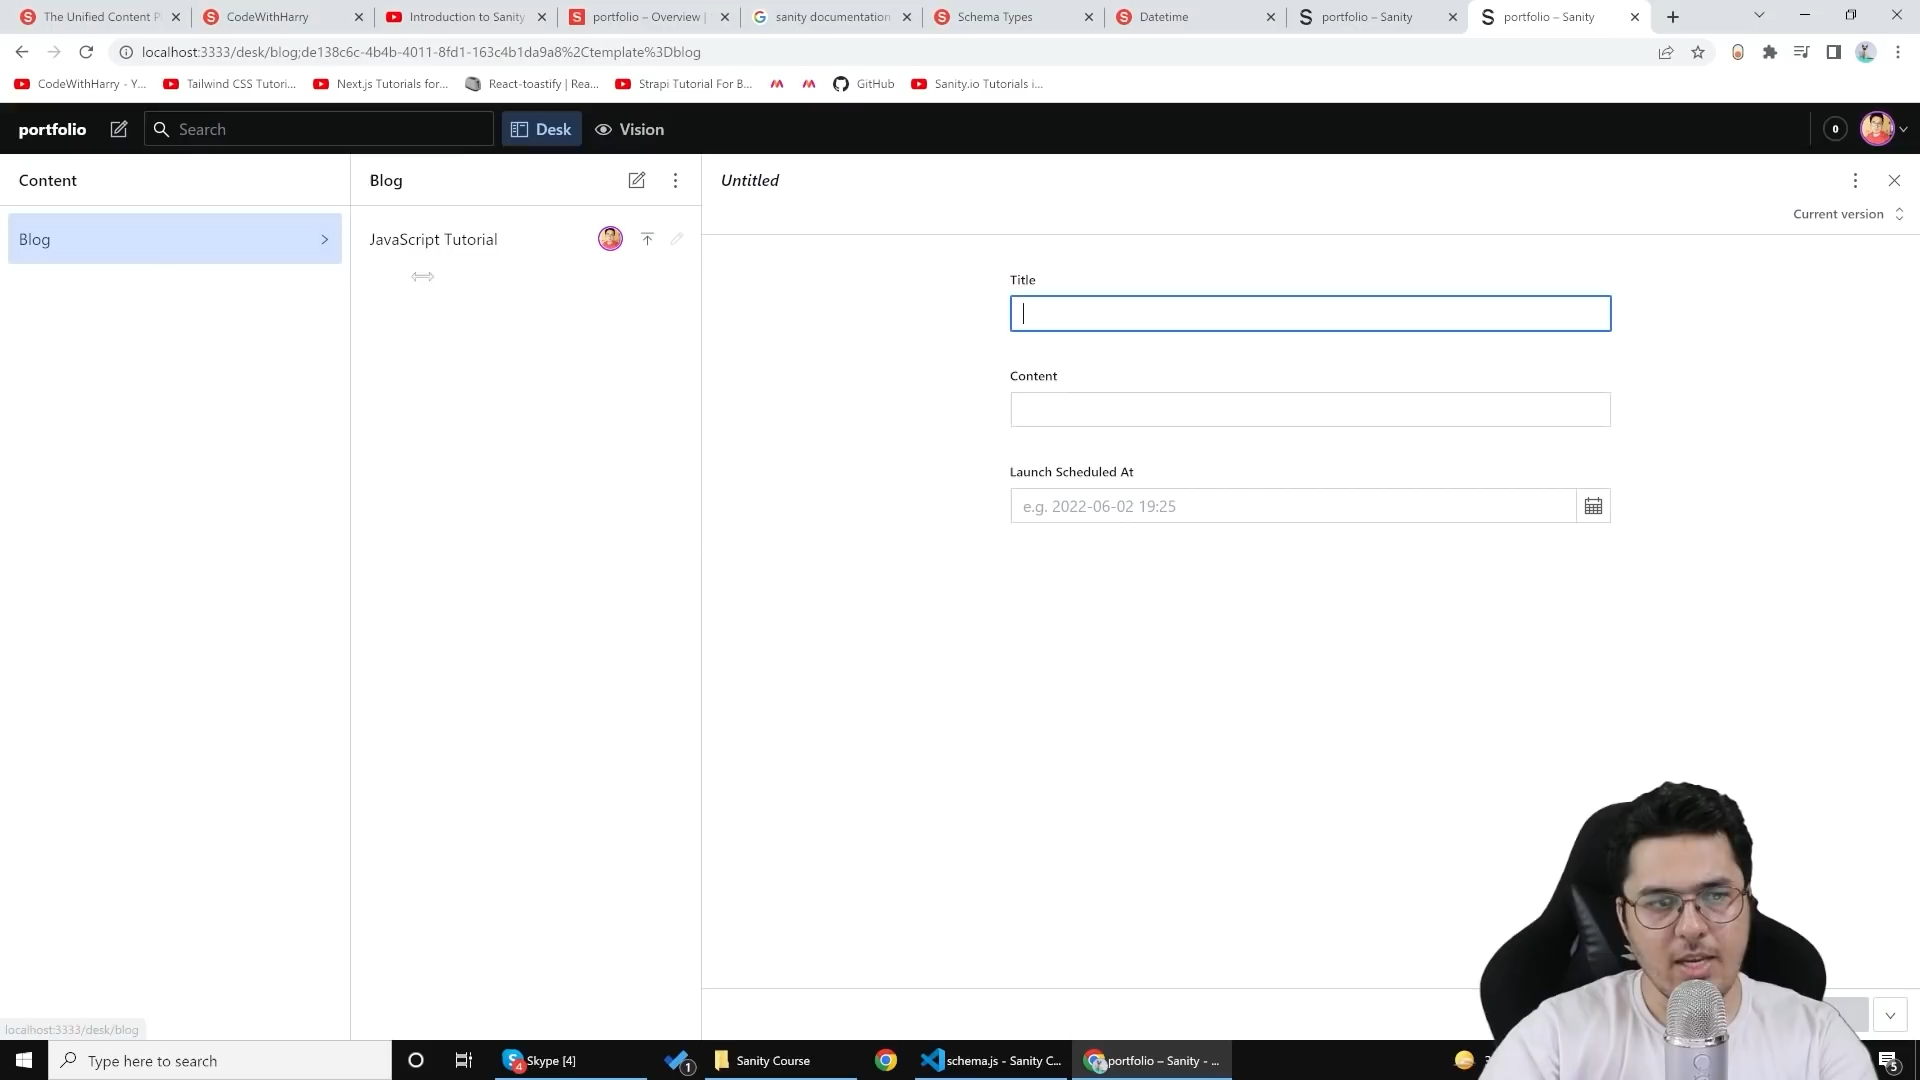 The Unified Content P
CodeWithHarry
Introduction to Sanity
portfolio – Overview |
sanity documentation
Schema Types
Datetime
portfolio – Sanity
portfolio – Sanity
localhost:3333/desk/blog;de138c6c-4b4b-4011-8fd1-163c4b1da9a8%2Ctemplate%3Dblog
CodeWithHarry - Y...
Tailwind CSS Tutori...
Next.js Tutorials for...
React-toastify | Rea...
Strapi Tutorial For B...
GitHub
Sanity.io Tutorials i...
portfolio
Search
Desk
Vision
0
Content
Blog
Untitled
Current version
Blog
JavaScript Tutorial
Title
Content
Launch Scheduled At
e.g. 2022-06-02 19:25
localhost:3333/desk/blog
Type here to search
Skype [4]
4
1
Sanity Course
schema.js - Sanity C...
portfolio – Sanity - ...
5